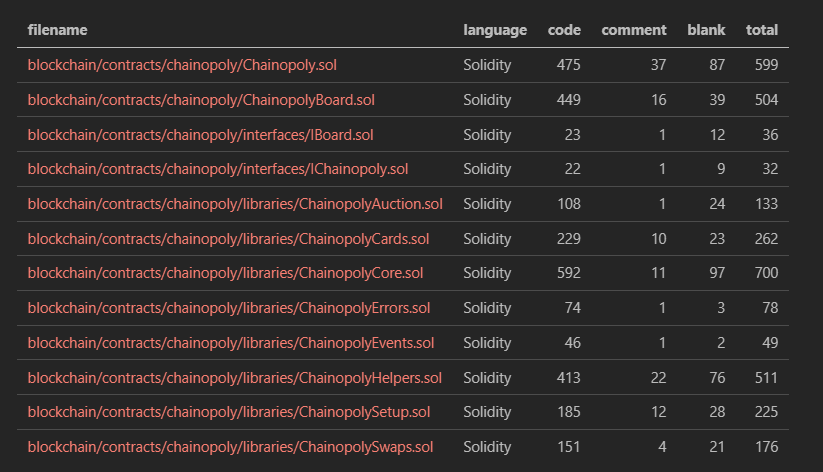 filename language code comment blank total
blockchain/contracts/chainopoly/Chainopoly.sol Solidity 475 37 87 599
blockchain/contracts/chainopoly/ChainopolyBoard.sol Solidity 449 16 39 504
blockchain/contracts/chainopoly/interfaces/IBoard.sol Solidity 23 1 12 36
blockchain/contracts/chainopoly/interfaces/IChainopoly.sol Solidity 22 1 9 32
blockchain/contracts/chainopoly/libraries/ChainopolyAuction.sol Solidity 108 1 24 133
blockchain/contracts/chainopoly/libraries/ChainopolyCards.sol Solidity 229 10 23 262
blockchain/contracts/chainopoly/libraries/ChainopolyCore.sol Solidity 592 11 97 700
blockchain/contracts/chainopoly/libraries/ChainopolyErrors.sol Solidity 74 1 3 78
blockchain/contracts/chainopoly/libraries/ChainopolyEvents.sol Solidity 46 1 2 49
blockchain/contracts/chainopoly/libraries/ChainopolyHelpers.sol Solidity 413 22 76 511
blockchain/contracts/chainopoly/libraries/ChainopolySetup.sol Solidity 185 12 28 225
blockchain/contracts/chainopoly/libraries/ChainopolySwaps.sol Solidity 151 4 21 176